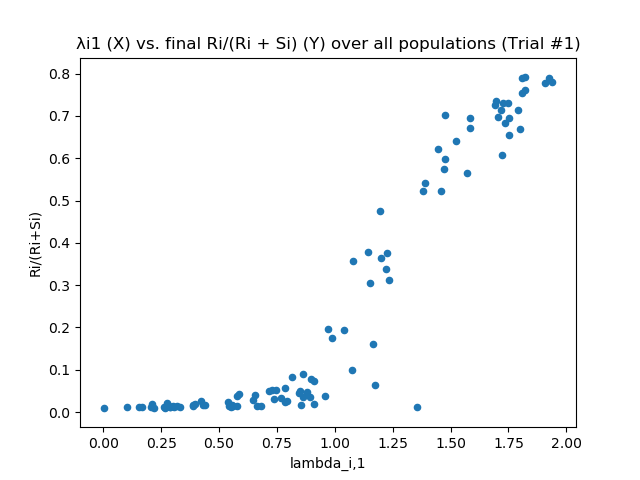 λi1 (X) vs. final Ri/(Ri + Si) (Y) over all populations (Trial #1)
0.8
0.7
0.6
0.5
0.4
0.3
0.2
0.1
0.0
Ri/(Ri+Si)
0.00 0.25 0.50 0.75 1.00 1.25 1.50 1.75 2.00
lambda_i,1